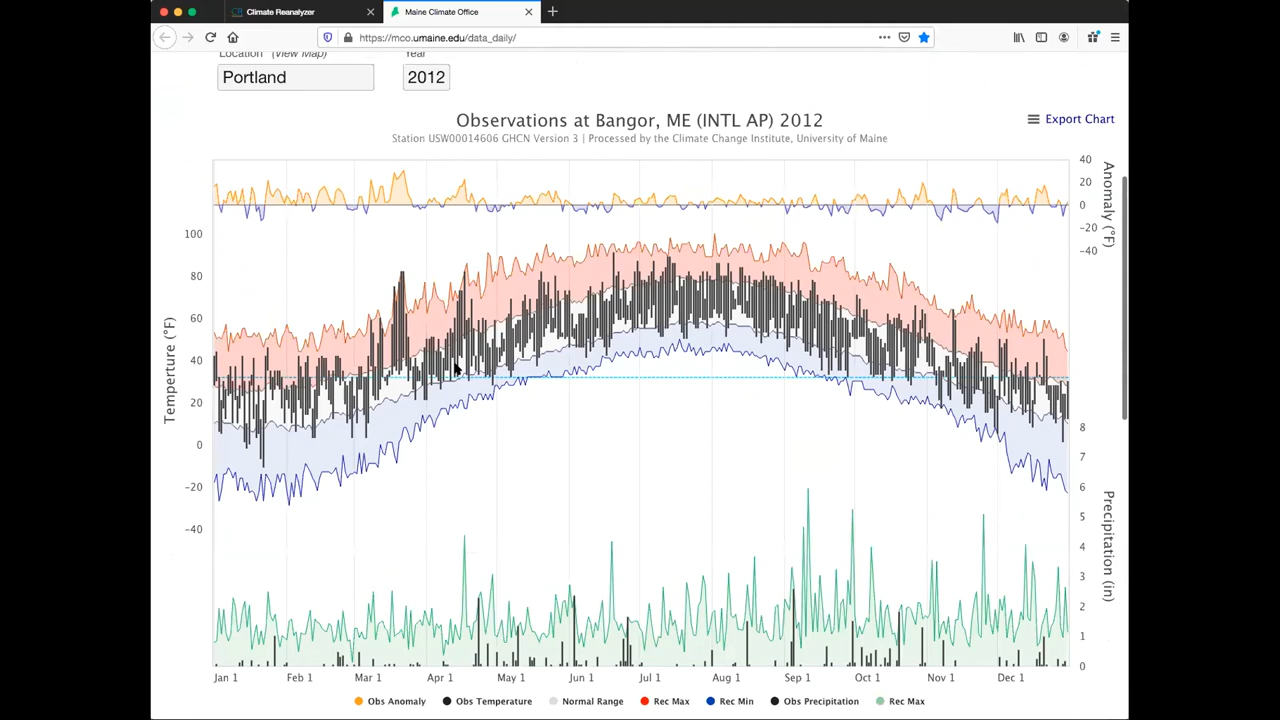 Climate Reanalyzer
Maine Climate Office
https://mco.umaine.edu/data_daily/
Location (View Map) Year
Portland 2012
Observations at Bangor, ME (INTL AP) 2012
Export Chart
Station USW00014606 GHCN Version 3 | Processed by the Climate Change Institute, University of Maine
40
20
0
-20
-40
Anomaly (°F)
100
80
60
40
20
0
-20
-40
Temperture (°F)
8
7
6
5
4
3
2
1
0
Precipitation (in)
Jan 1 Feb 1 Mar 1 Apr 1 May 1 Jun 1 Jul 1 Aug 1 Sep 1 Oct 1 Nov 1 Dec 1
Obs Anomaly Obs Temperature Normal Range Rec Max Rec Min Obs Precipitation Rec Max